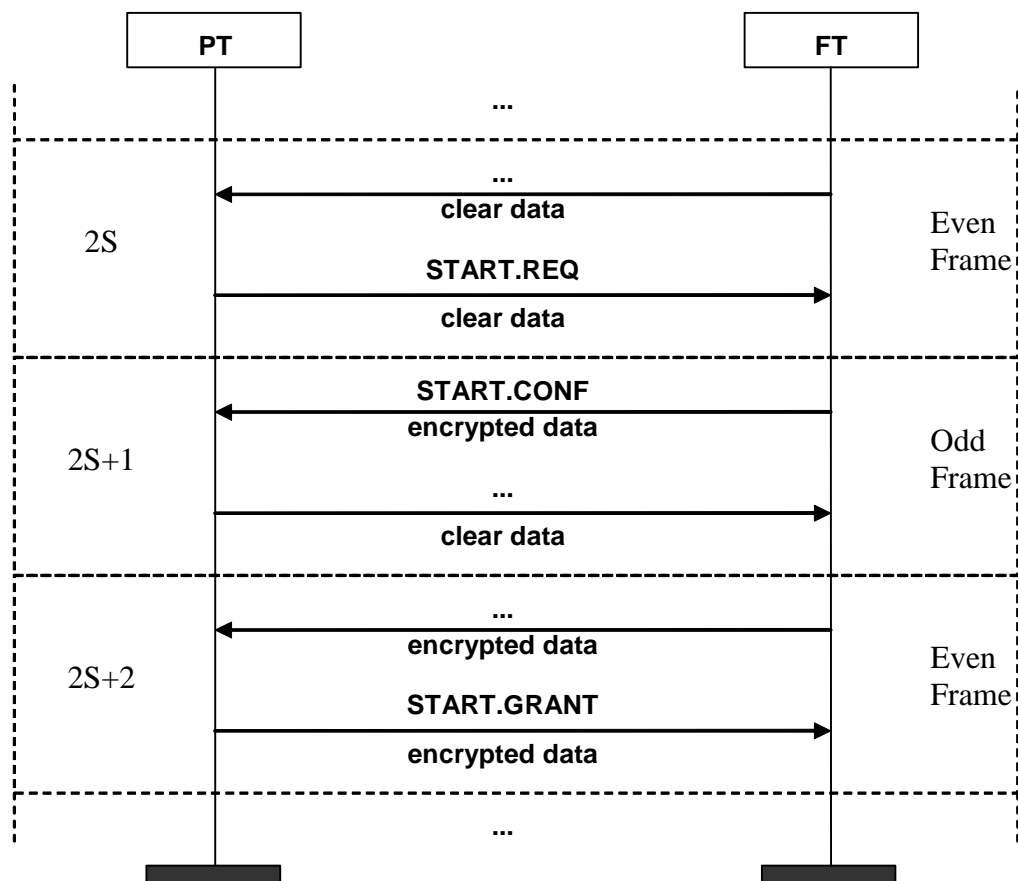 PT
FT
...
...
clear data
2S
Even
Frame
START.REQ
clear data
START.CONF
encrypted data
2S+1
Odd
Frame
...
clear data
...
encrypted data
2S+2
Even
Frame
START.GRANT
encrypted data
...